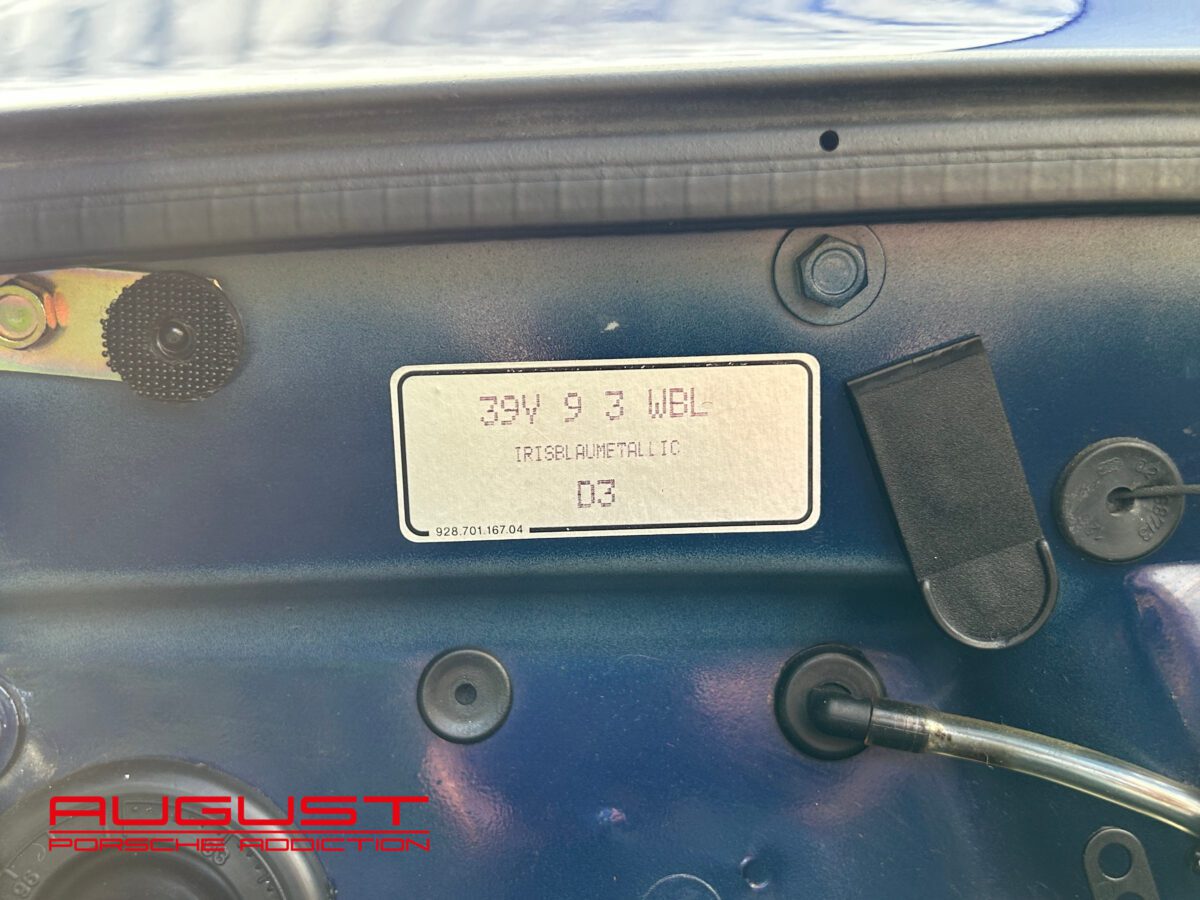 39V 9 3 WBL
IRISBLAUMETALLIC
D3
928.701.167.04
AUGUST
PORSCHE ADDICTION